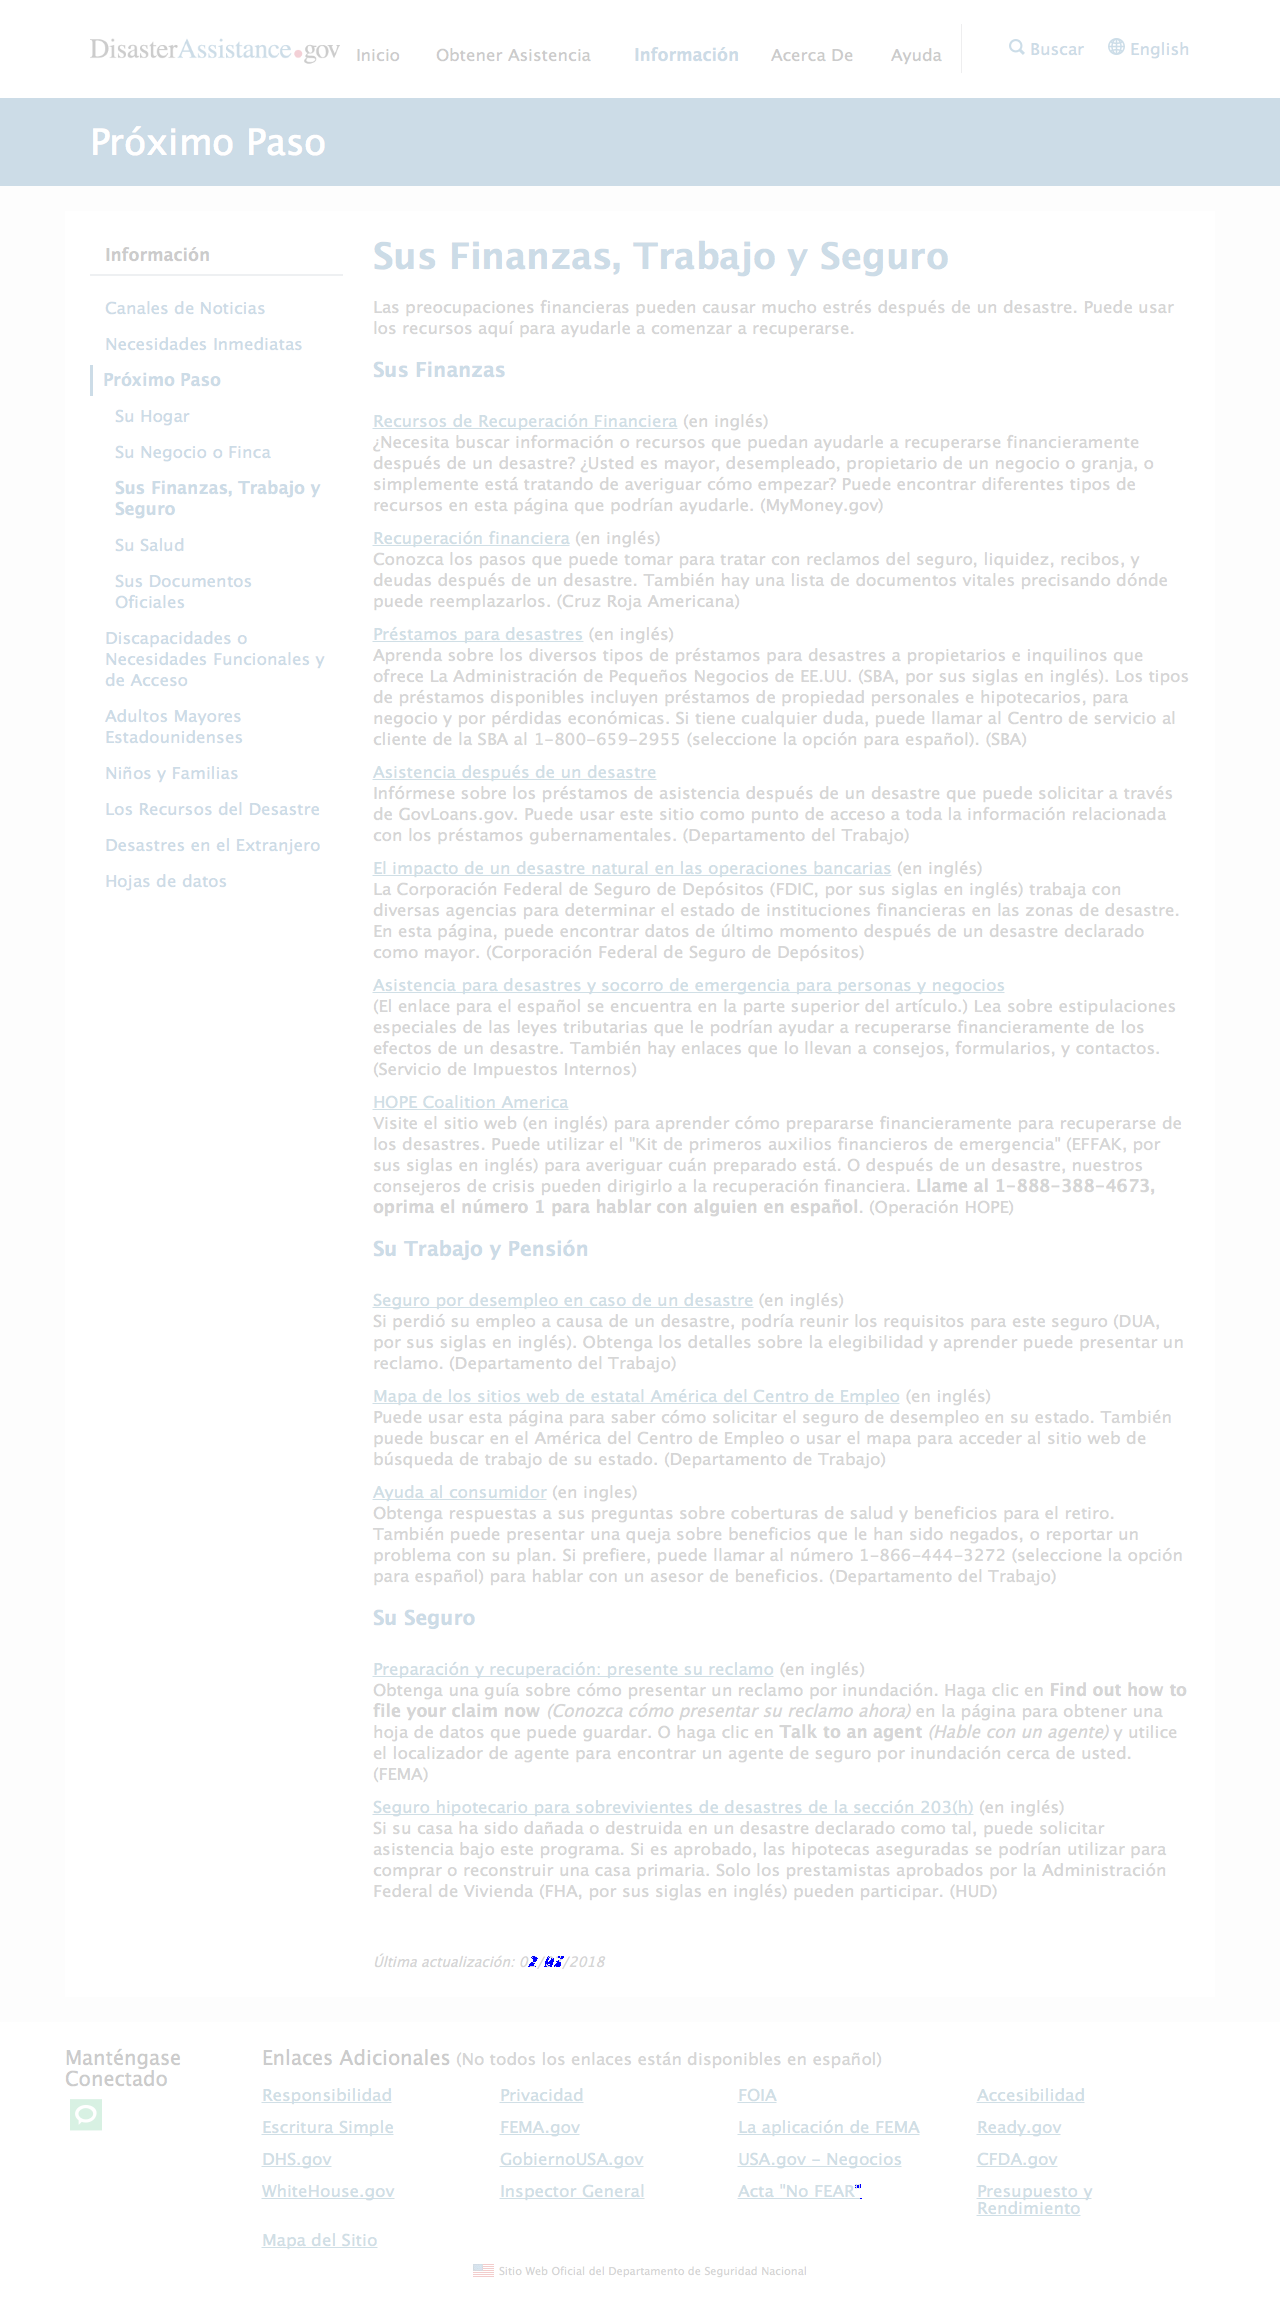 DisasterAssistance.gov Inicio Obtener Asistencia Información Acerca De Ayuda Buscar English
Próximo Paso
Información
Canales de Noticias
Necesidades Inmediatas
Próximo Paso
Su Hogar
Su Negocio o Finca
Sus Finanzas, Trabajo y
Seguro
Su Salud
Sus Documentos
Oficiales
Discapacidades o
Necesidades Funcionales y
de Acceso
Adultos Mayores
Estadounidenses
Niños y Familias
Los Recursos del Desastre
Desastres en el Extranjero
Hojas de datos
Sus Finanzas, Trabajo y Seguro
Las preocupaciones financieras pueden causar mucho estrés después de un desastre. Puede usar
los recursos aquí para ayudarle a comenzar a recuperarse.
Sus Finanzas
Recursos de Recuperación Financiera (en inglés)
¿Necesita buscar información o recursos que puedan ayudarle a recuperarse financieramente
después de un desastre? ¿Usted es mayor, desempleado, propietario de un negocio o granja, o
simplemente está tratando de averiguar cómo empezar? Puede encontrar diferentes tipos de
recursos en esta página que podrían ayudarle. (MyMoney.gov)
Recuperación financiera (en inglés)
Conozca los pasos que puede tomar para tratar con reclamos del seguro, liquidez, recibos, y
deudas después de un desastre. También hay una lista de documentos vitales precisando dónde
puede reemplazarlos. (Cruz Roja Americana)
Préstamos para desastres (en inglés)
Aprenda sobre los diversos tipos de préstamos para desastres a propietarios e inquilinos que
ofrece La Administración de Pequeños Negocios de EE.UU. (SBA, por sus siglas en inglés). Los tipos
de préstamos disponibles incluyen préstamos de propiedad personales e hipotecarios, para
negocio y por pérdidas económicas. Si tiene cualquier duda, puede llamar al Centro de servicio al
cliente de la SBA al 1-800-659-2955 (seleccione la opción para español). (SBA)
Asistencia después de un desastre
Infórmese sobre los préstamos de asistencia después de un desastre que puede solicitar a través
de GovLoans.gov. Puede usar este sitio como punto de acceso a toda la información relacionada
con los préstamos gubernamentales. (Departamento del Trabajo)
El impacto de un desastre natural en las operaciones bancarias (en inglés)
La Corporación Federal de Seguro de Depósitos (FDIC, por sus siglas en inglés) trabaja con
diversas agencias para determinar el estado de instituciones financieras en las zonas de desastre.
En esta página, puede encontrar datos de último momento después de un desastre declarado
como mayor. (Corporación Federal de Seguro de Depósitos)
Asistencia para desastres y socorro de emergencia para personas y negocios
(El enlace para el español se encuentra en la parte superior del artículo.) Lea sobre estipulaciones
especiales de las leyes tributarias que le podrían ayudar a recuperarse financieramente de los
efectos de un desastre. También hay enlaces que lo llevan a consejos, formularios, y contactos.
(Servicio de Impuestos Internos)
HOPE Coalition America
Visite el sitio web (en inglés) para aprender cómo prepararse financieramente para recuperarse de
los desastres. Puede utilizar el "Kit de primeros auxilios financieros de emergencia" (EFFAK, por
sus siglas en inglés) para averiguar cuán preparado está. O después de un desastre, nuestros
consejeros de crisis pueden dirigirlo a la recuperación financiera. Llame al 1-888-388-4673,
oprima el número 1 para hablar con alguien en español. (Operación HOPE)
Su Trabajo y Pensión
Seguro por desempleo en caso de un desastre (en inglés)
Si perdió su empleo a causa de un desastre, podría reunir los requisitos para este seguro (DUA,
por sus siglas en inglés). Obtenga los detalles sobre la elegibilidad y aprender puede presentar un
reclamo. (Departamento del Trabajo)
Mapa de los sitios web de estatal América del Centro de Empleo (en inglés)
Puede usar esta página para saber cómo solicitar el seguro de desempleo en su estado. También
puede buscar en el América del Centro de Empleo o usar el mapa para acceder al sitio web de
búsqueda de trabajo de su estado. (Departamento de Trabajo)
Ayuda al consumidor (en ingles)
Obtenga respuestas a sus preguntas sobre coberturas de salud y beneficios para el retiro.
También puede presentar una queja sobre beneficios que le han sido negados, o reportar un
problema con su plan. Si prefiere, puede llamar al número 1-866-444-3272 (seleccione la opción
para español) para hablar con un asesor de beneficios. (Departamento del Trabajo)
Su Seguro
Preparación y recuperación: presente su reclamo (en inglés)
Obtenga una guía sobre cómo presentar un reclamo por inundación. Haga clic en Find out how to
file your claim now (Conozca cómo presentar su reclamo ahora) en la página para obtener una
hoja de datos que puede guardar. O haga clic en Talk to an agent (Hable con un agente) y utilice
el localizador de agente para encontrar un agente de seguro por inundación cerca de usted.
(FEMA)
Seguro hipotecario para sobrevivientes de desastres de la sección 203(h) (en inglés)
Si su casa ha sido dañada o destruida en un desastre declarado como tal, puede solicitar
asistencia bajo este programa. Si es aprobado, las hipotecas aseguradas se podrían utilizar para
comprar o reconstruir una casa primaria. Solo los prestamistas aprobados por la Administración
Federal de Vivienda (FHA, por sus siglas en inglés) pueden participar. (HUD)
Última actualización:
Manténgase
Conectado
Enlaces Adicionales (No todos los enlaces están disponibles en español)
Responsibilidad Privacidad FOIA Accesibilidad
Escritura Simple FEMA.gov La aplicación de FEMA Ready.gov
DHS.gov GobiernoUSA.gov USA.gov - Negocios CFDA.gov
WhiteHouse.gov Inspector General Acta "No FEAR" Presupuesto y
Rendimiento
Mapa del Sitio
Sitio Web Oficial del Departamento de Seguridad Nacional